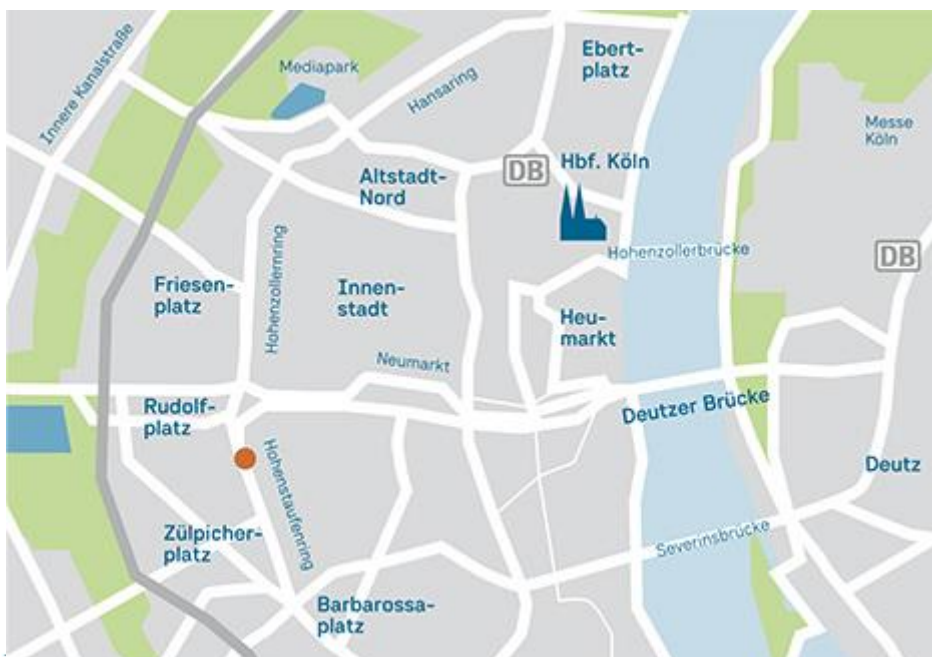 Innere Kanalstraße
Mediapark
Hansaring
Ebert-
platz
Messe
Köln
DB
Hbf. Köln
Altstadt-
Nord
Hohenzollerbrücke
DB
Friesen-
platz
Hohenzollernring
Innen-
stadt
Heu-
markt
Neumarkt
Rudolf-
platz
Deutzer Brücke
Hohenstaufenring
Deutz
Zülpicher-
platz
Severinsbrücke
Barbarossa-
platz